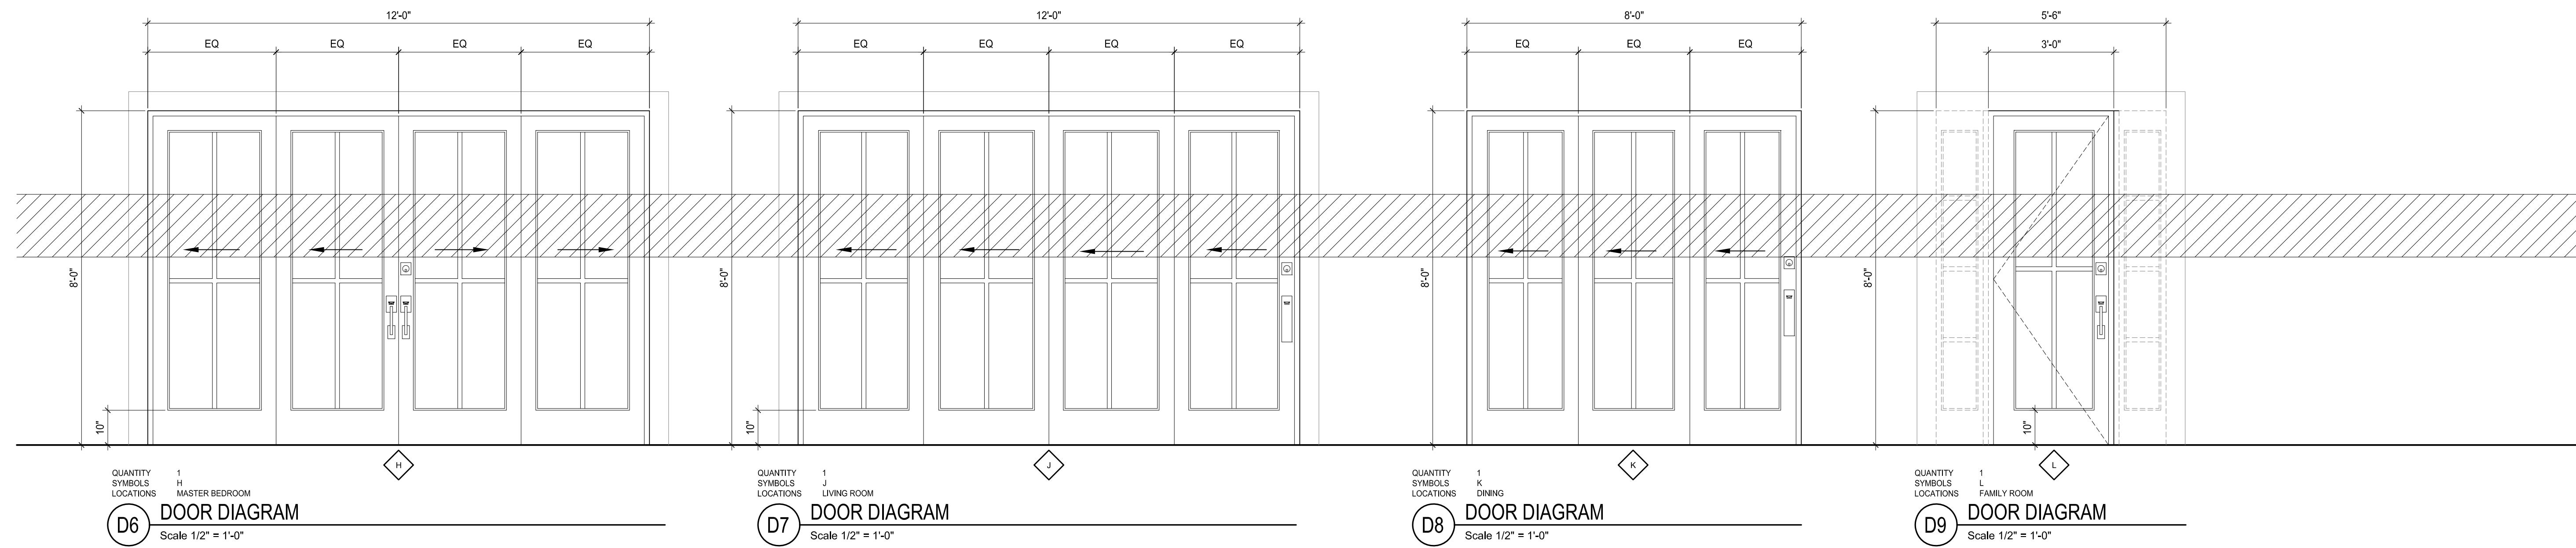 12'-0"
EQ EQ EQ EQ
8'-0"
10"
H
QUANTITY 1
SYMBOLS H
LOCATIONS MASTER BEDROOM
D6 DOOR DIAGRAM
Scale 1/2" = 1'-0"
12'-0"
EQ EQ EQ EQ
8'-0"
10"
J
QUANTITY 1
SYMBOLS J
LOCATIONS LIVING ROOM
D7 DOOR DIAGRAM
Scale 1/2" = 1'-0"
8'-0"
EQ EQ EQ
8'-0"
K
QUANTITY 1
SYMBOLS K
LOCATIONS DINING
D8 DOOR DIAGRAM
Scale 1/2" = 1'-0"
5'-6"
3'-0"
8'-0"
10"
L
QUANTITY 1
SYMBOLS L
LOCATIONS FAMILY ROOM
D9 DOOR DIAGRAM
Scale 1/2" = 1'-0"